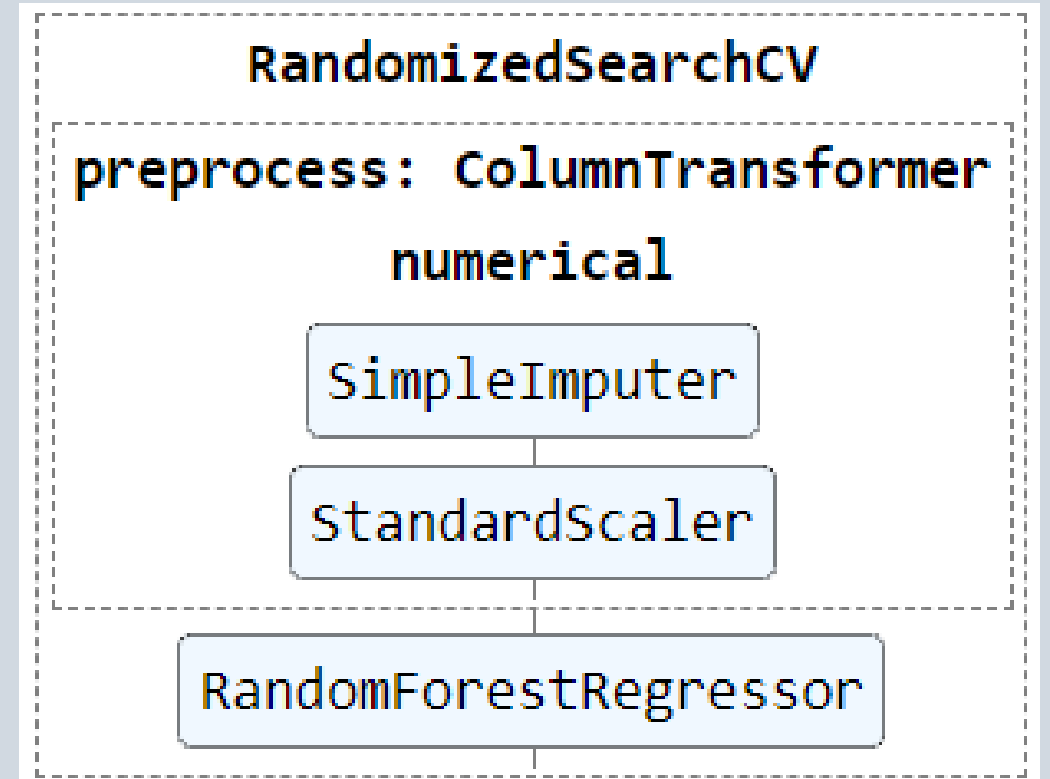 RandomizedSearchCV
preprocess: ColumnTransformer
numerical
SimpleImputer
StandardScaler
RandomForestRegressor